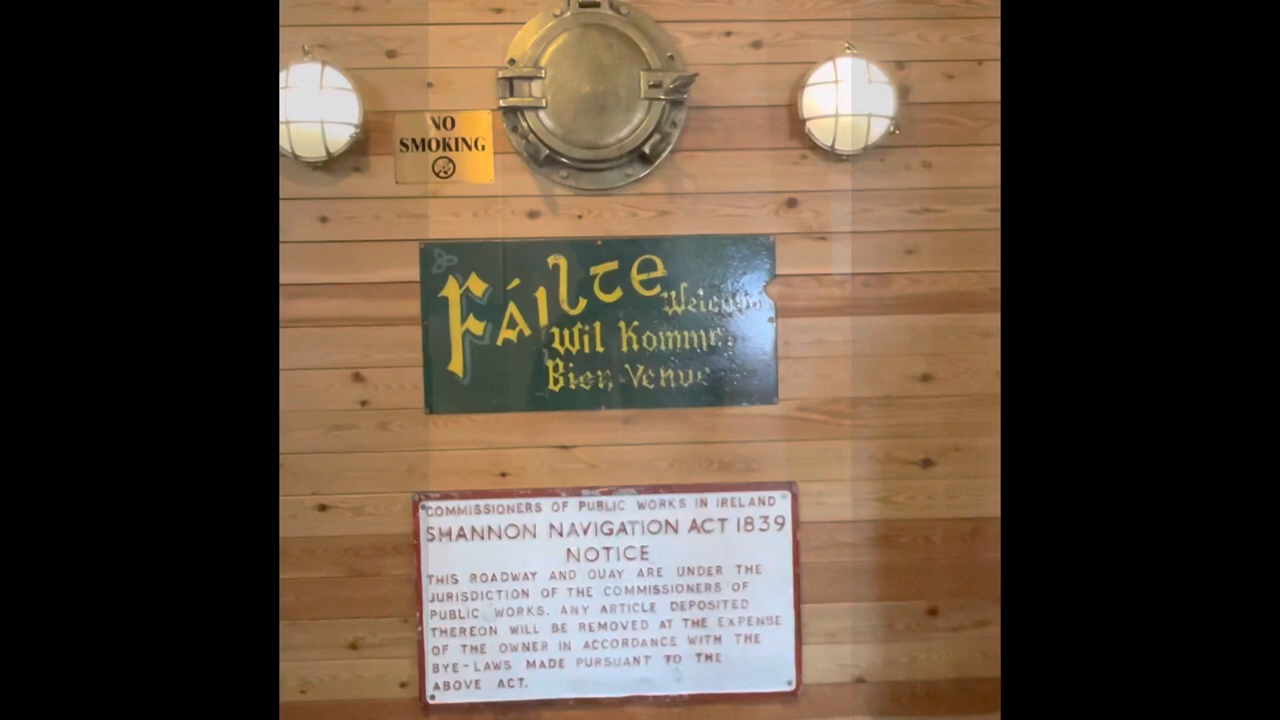 NO
SMOKING
Fáilte
Welcome
Wil Komme
Bien Venue
COMMISSIONERS OF PUBLIC WORKS IN IRELAND
SHANNON NAVIGATION ACT 1839
NOTICE
THIS ROADWAY AND QUAY ARE UNDER THE
JURISDICTION OF THE COMMISSIONERS OF
PUBLIC WORKS. ANY ARTICLE DEPOSITED
THEREON WILL BE REMOVED AT THE EXPENSE
OF THE OWNER IN ACCORDANCE WITH THE
BYE-LAWS MADE PURSUANT TO THE
ABOVE ACT.